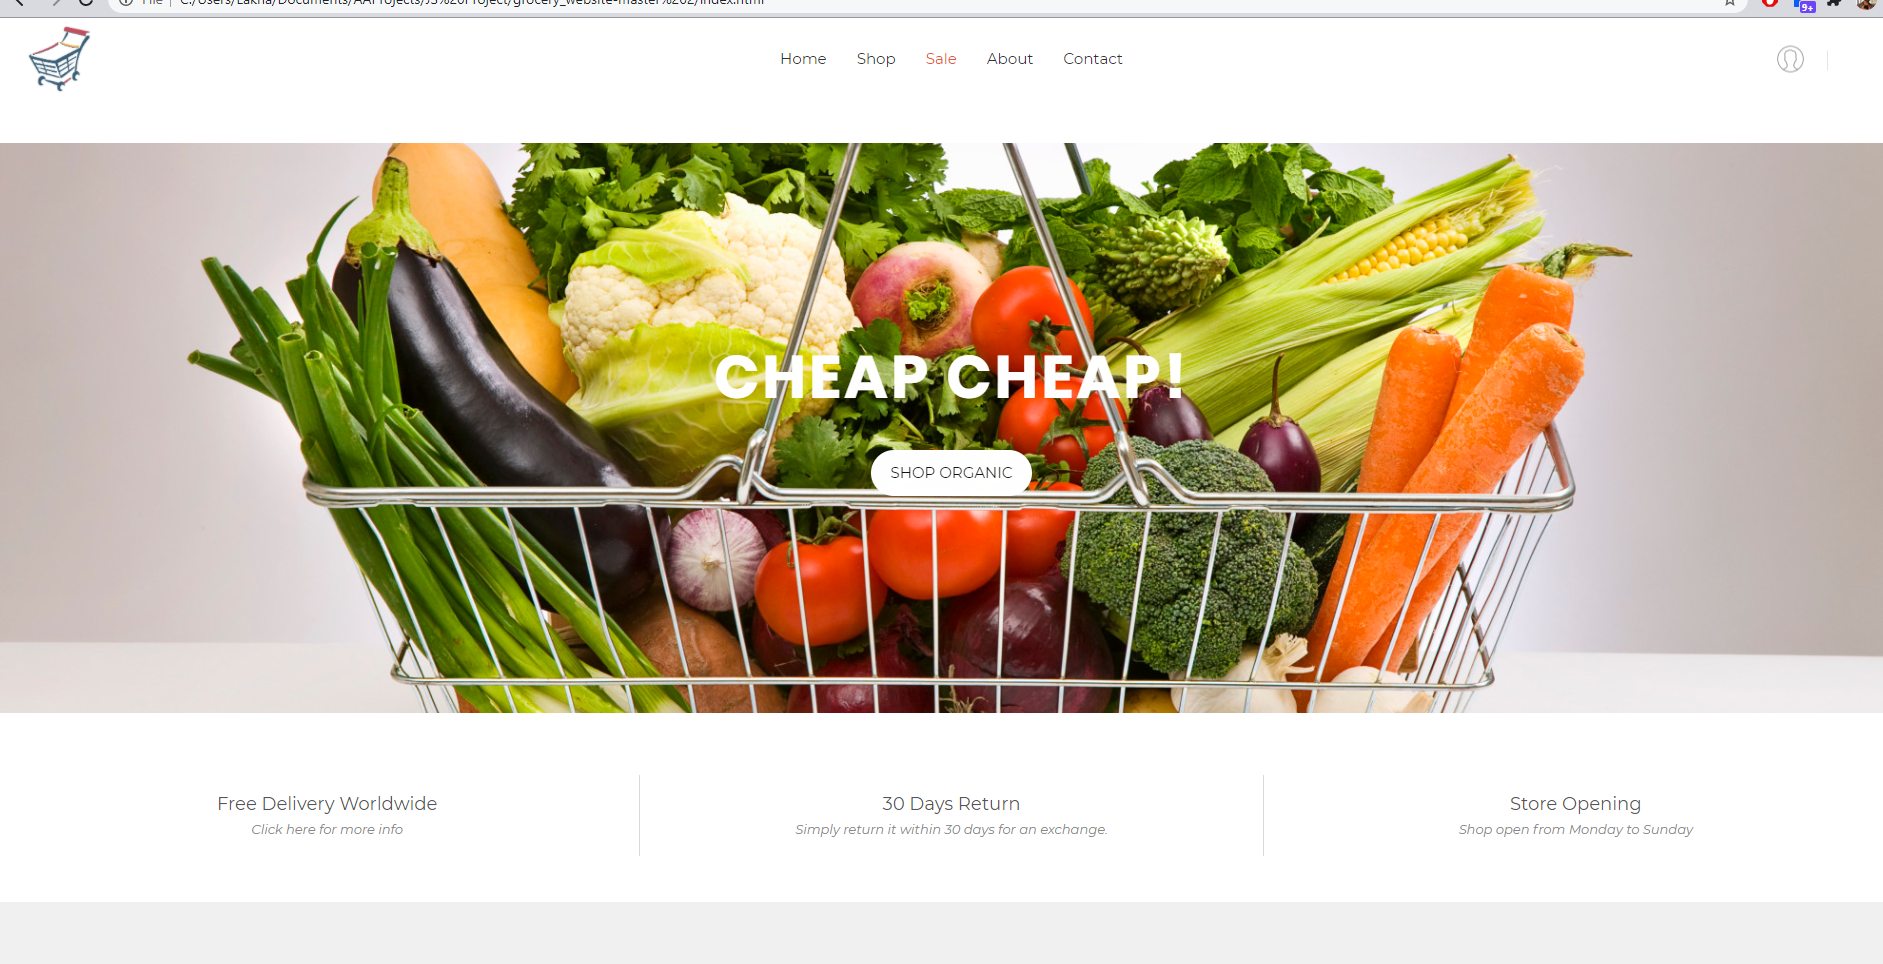 File C:/Users/Lakha/Documents/AAProjects/JS%20Project/grocery_website-master%202/index.html
9+
Home Shop Sale About Contact
CHEAP CHEAP!
SHOP ORGANIC
Free Delivery Worldwide
Click here for more info
30 Days Return
Simply return it within 30 days for an exchange.
Store Opening
Shop open from Monday to Sunday